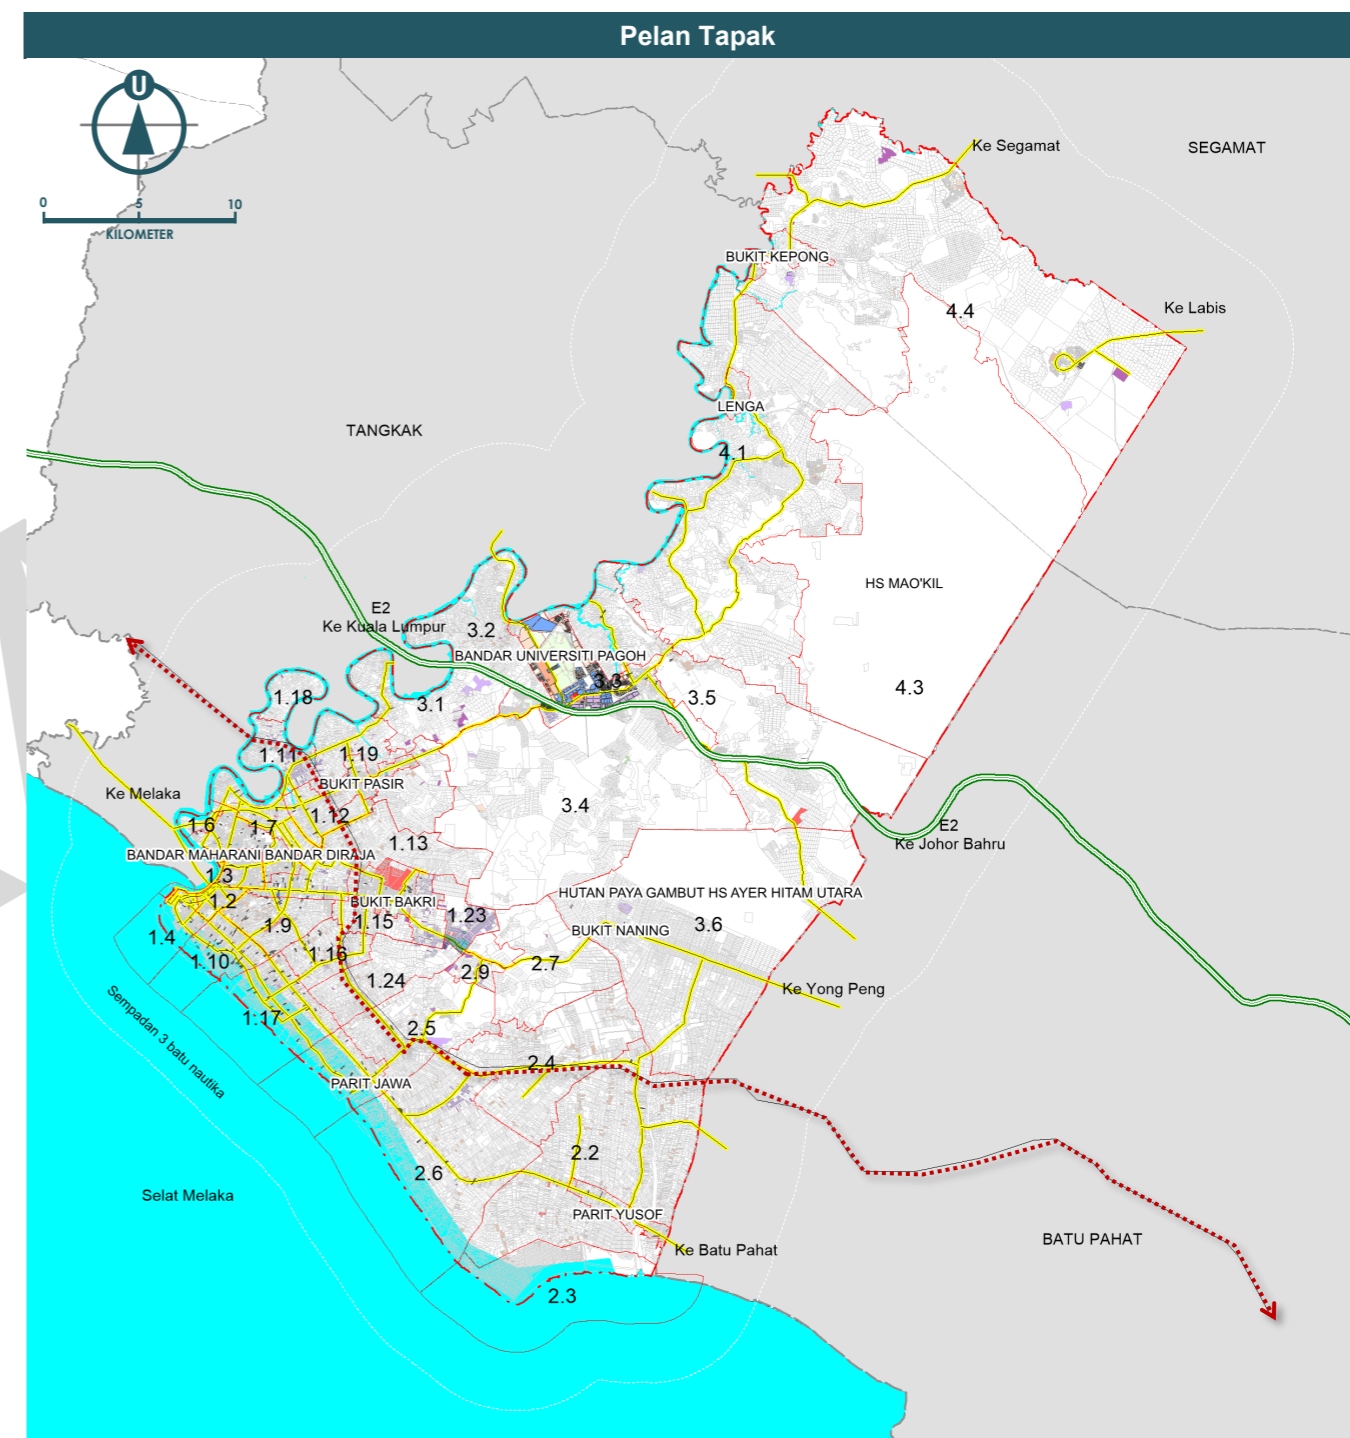 Pelan Tapak
U
0 5 10
KILOMETER
Ke Segamat
SEGAMAT
BUKIT KEPONG
4.4
Ke Labis
LENGA
TANGKAK
4.1
HS MAO'KIL
E2
Ke Kuala Lumpur
3.2
BANDAR UNIVERSITI PAGOH
3.3
4.3
1.18
3.1
3.5
1.11
1.19
BUKIT PASIR
Ke Melaka
3.4
1.6
1.7
1.12
E2
Ke Johor Bahru
1.13
BANDAR MAHARANI BANDAR DIRAJA
1.3
HUTAN PAYA GAMBUT HS AYER HITAM UTARA
1.2
BUKIT BAKRI
1.23
1.9
1.15
3.6
BUKIT NANING
1.4
1.16
1.10
2.7
2.9
1.24
Ke Yong Peng
1.17
2.5
Sempadan 3 batu nautika
2.4
PARIT JAWA
2.2
2.6
Selat Melaka
PARIT YUSOF
BATU PAHAT
Ke Batu Pahat
2.3